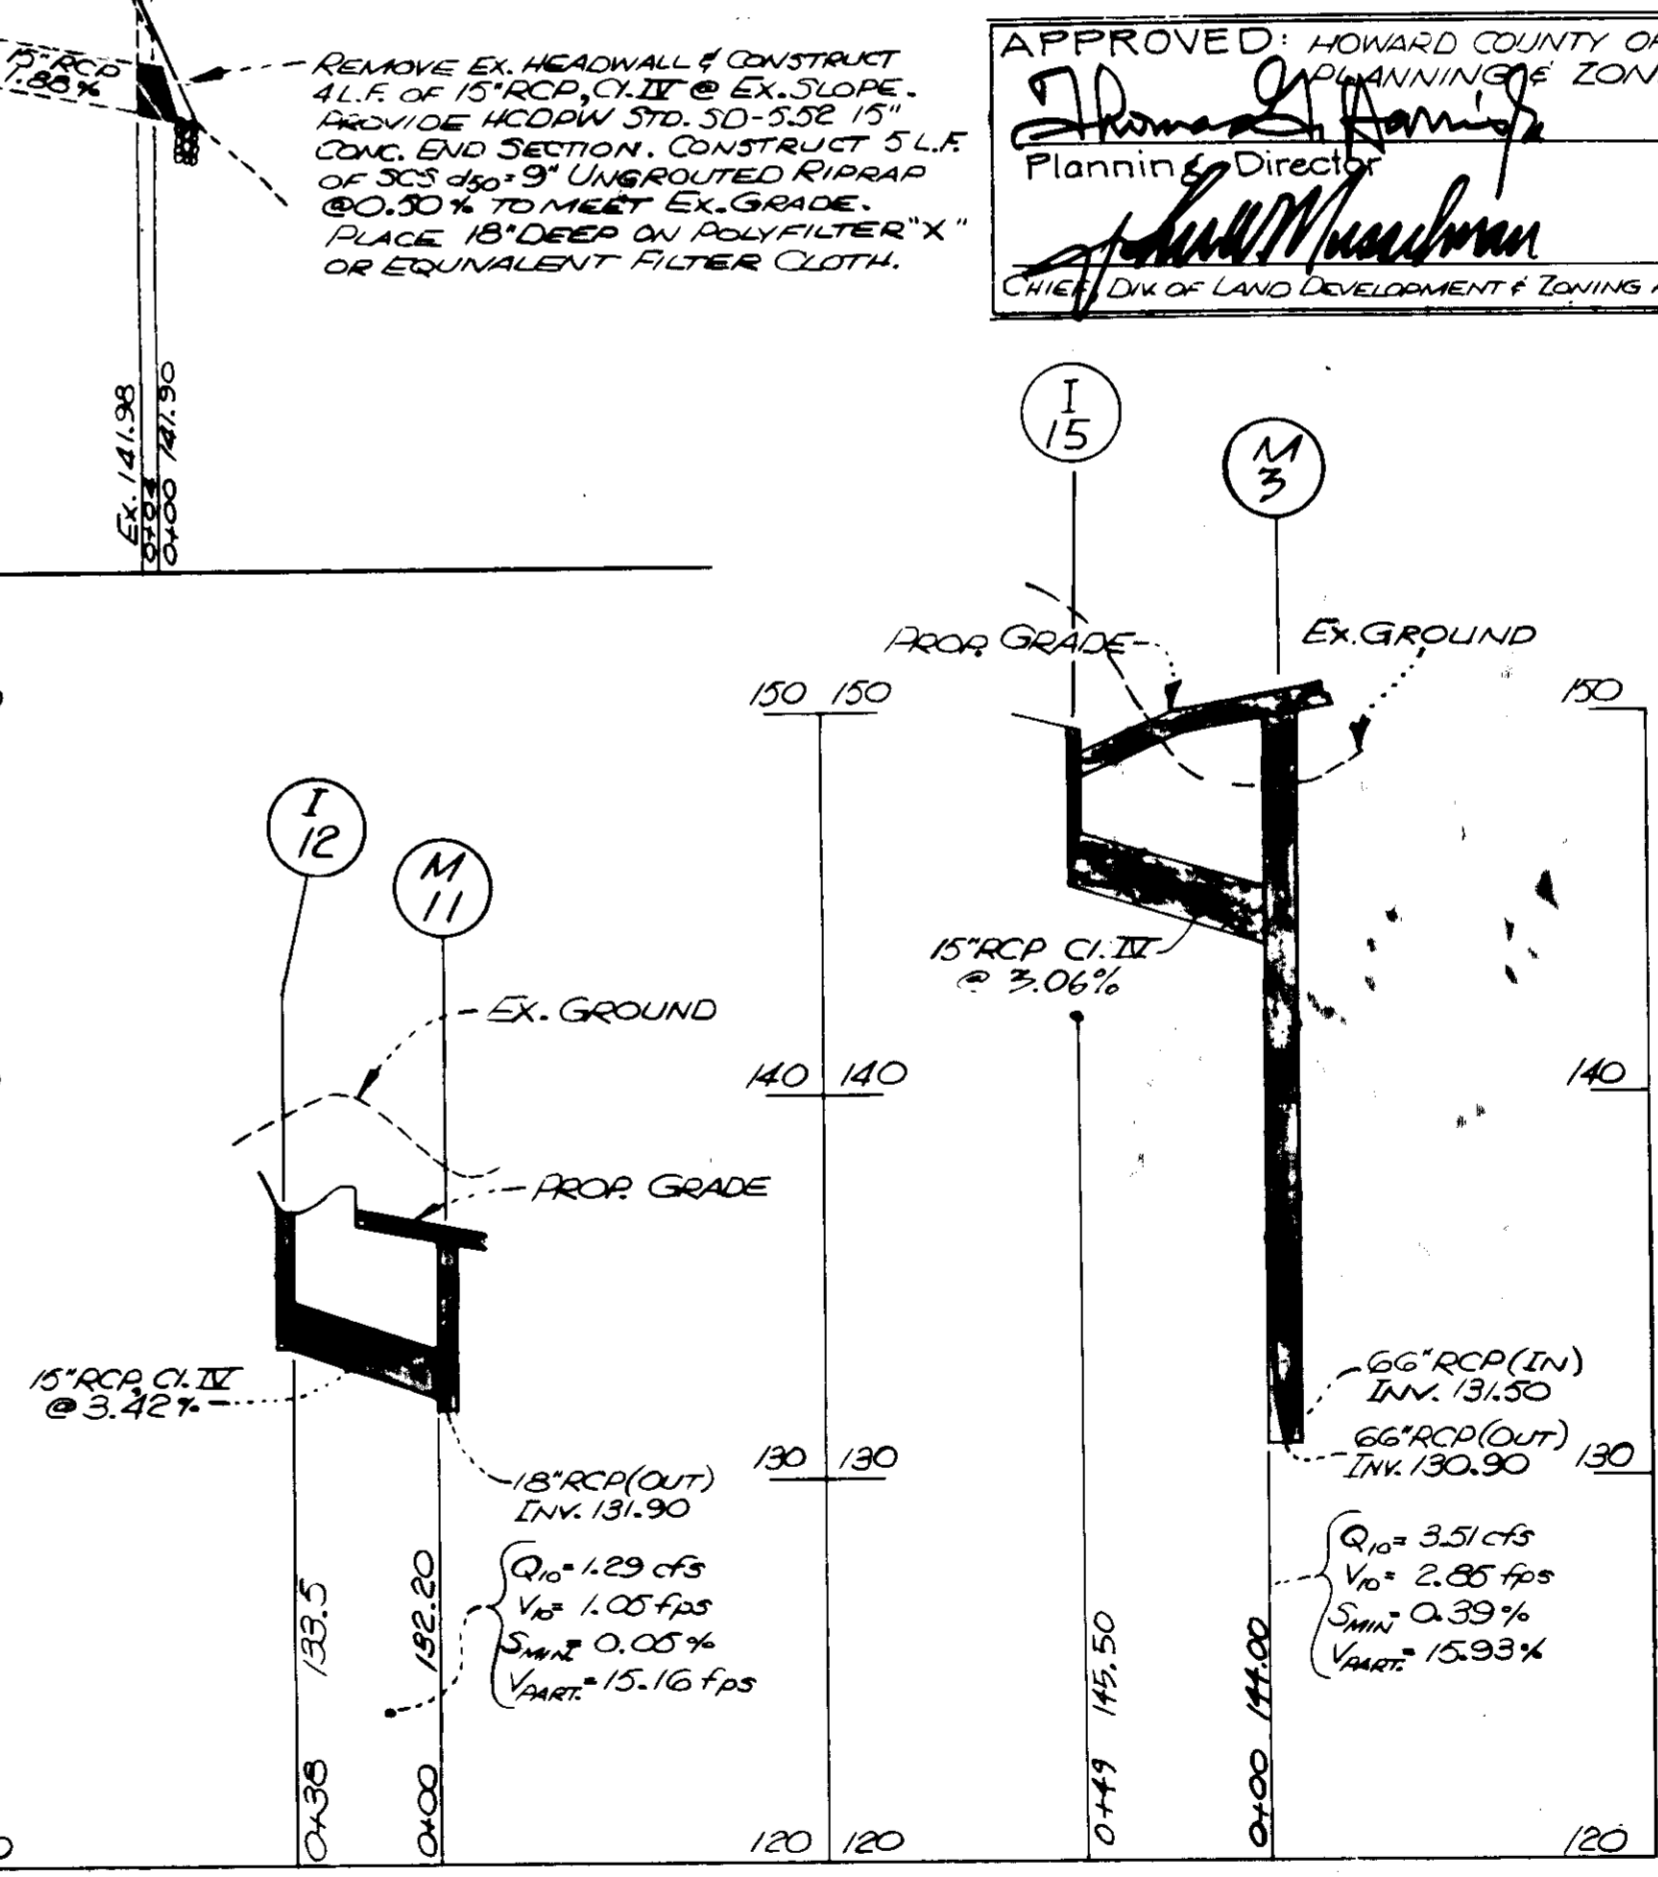 15" RCP
1.88%
REMOVE EX. HEADWALL & CONSTRUCT
4 L.F. OF 15" RCP, Cl. IV @ EX. SLOPE.
PROVIDE HCDPW STD. SD-5.52 15"
CONC. END SECTION. CONSTRUCT 5 L.F.
OF SCS d50=9" UNGROUTED RIPRAP
@0.50% TO MEET EX. GRADE.
PLACE 18" DEEP ON POLYFILTER "X"
OR EQUNALENT FILTER CLOTH.
APPROVED: HOWARD COUNTY
PLANNING &
Planning Director
CHIEF, DIV. OF LAND DEVELOPMENT & ZONING
EX. 141.98
0+04
0+00 141.90
I
15
M
3
PROP. GRADE
EX. GROUND
150 150
150
I
12
M
11
15" RCP Cl. IV
@ 3.06%
EX. GROUND
140 140
140
PROP. GRADE
15" RCP, Cl. IV
@ 3.42%
66" RCP (IN)
INV. 131.50
66" RCP (OUT)
INV. 130.90
130 130
130
18" RCP (OUT)
INV. 131.90
Q10= 1.29 cfs
V10= 1.05 fps
SMIN= 0.05%
VPART.= 15.16 fps
Q10= 3.51 cfs
V10= 2.85 fps
SMIN= 0.39%
VPART.= 15.93%
0+38 133.5
0+00 132.20
0+49 145.50
0+00 144.00
120 120
120